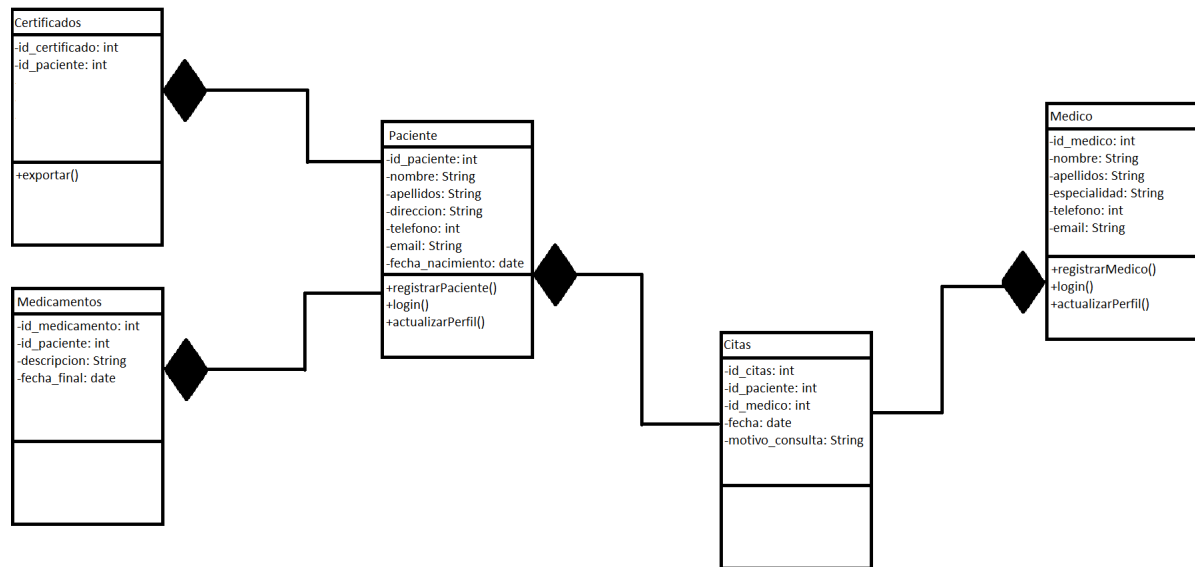 Certificados
-id_certificado: int
-id_paciente: int
+exportar()
Medicamentos
-id_medicamento: int
-id_paciente: int
-descripcion: String
-fecha_final: date
Paciente
-id_paciente: int
-nombre: String
-apellidos: String
-direccion: String
-telefono: int
-email: String
-fecha_nacimiento: date
+registrarPaciente()
+login()
+actualizarPerfil()
Citas
-id_citas: int
-id_paciente: int
-id_medico: int
-fecha: date
-motivo_consulta: String
Medico
-id_medico: int
-nombre: String
-apellidos: String
-especialidad: String
-telefono: int
-email: String
+registrarMedico()
+login()
+actualizarPerfil()